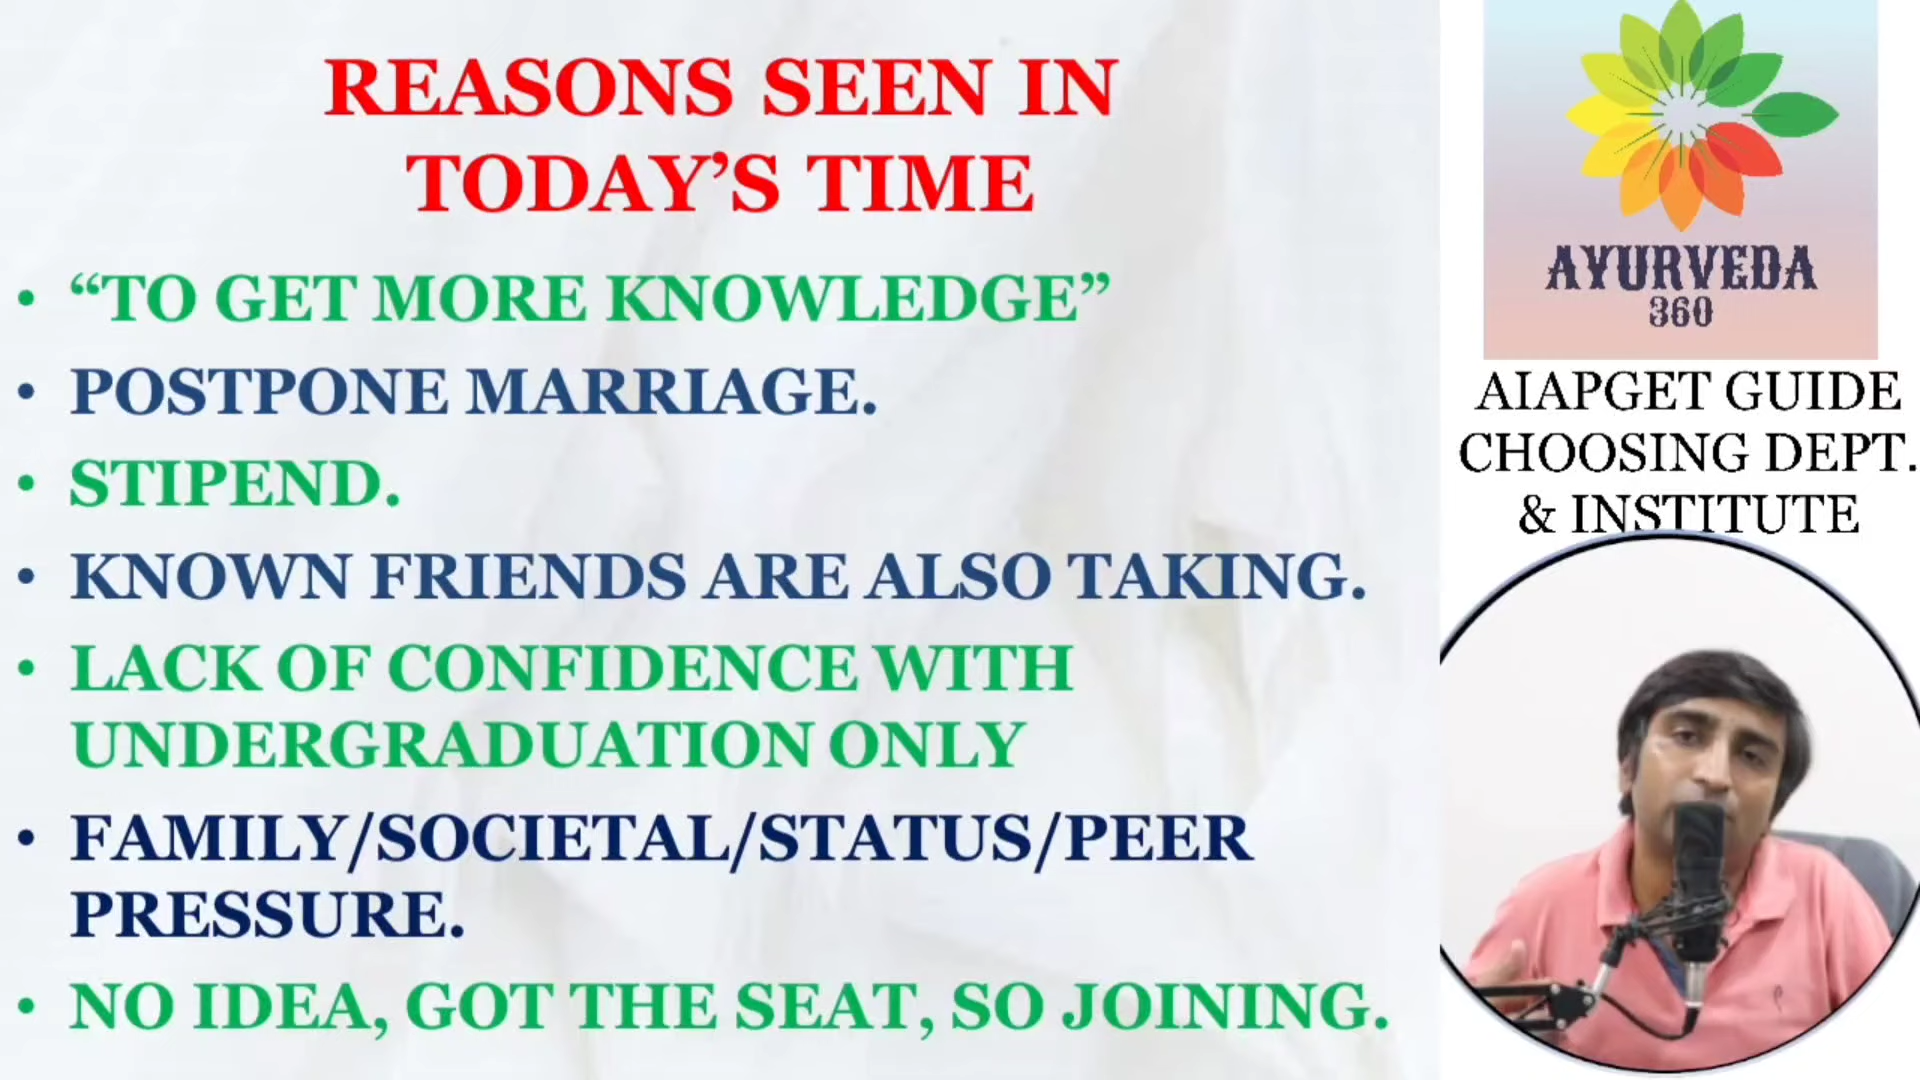 REASONS SEEN IN
TODAY’S TIME
• “TO GET MORE KNOWLEDGE”
• POSTPONE MARRIAGE.
• STIPEND.
• KNOWN FRIENDS ARE ALSO TAKING.
• LACK OF CONFIDENCE WITH
UNDERGRADUATION ONLY
• FAMILY/SOCIETAL/STATUS/PEER
PRESSURE.
• NO IDEA, GOT THE SEAT, SO JOINING.
AYURVEDA
360
AIAPGET GUIDE
CHOOSING DEPT.
& INSTITUTE